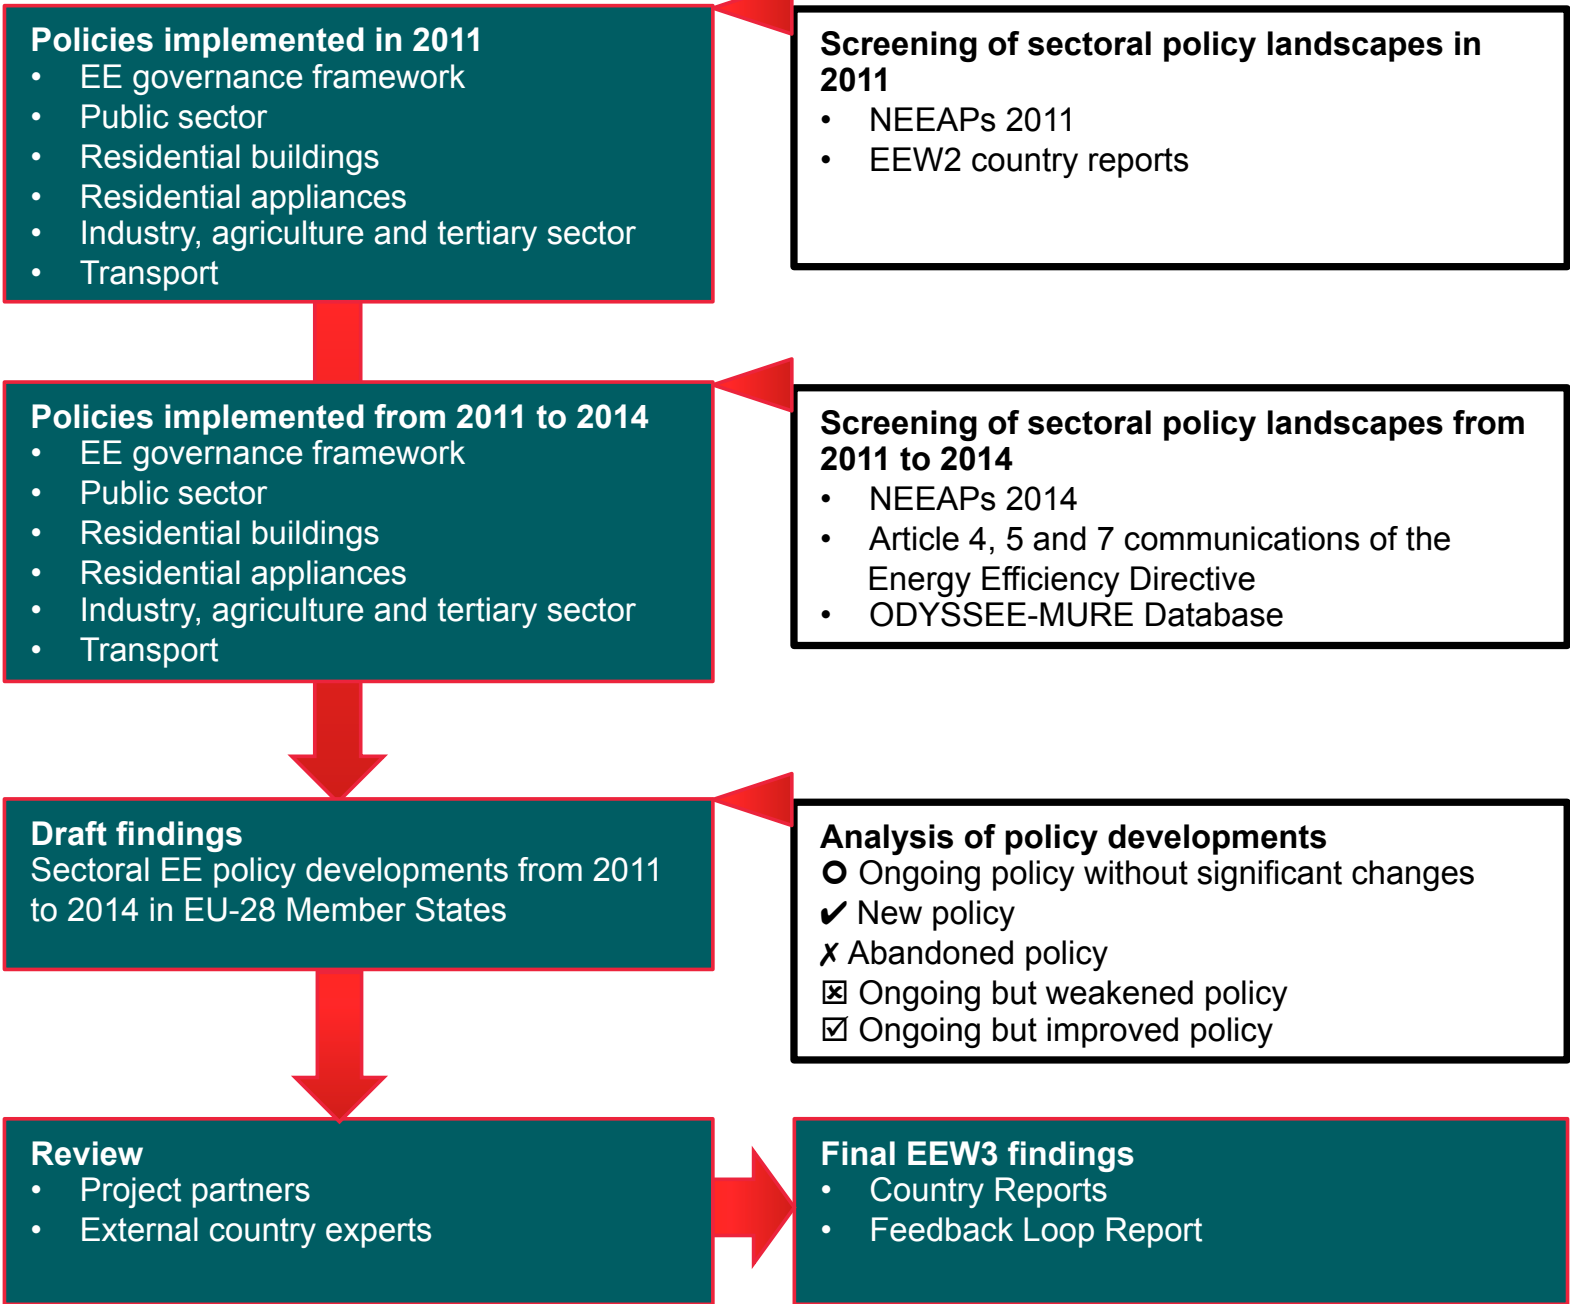 Policies implemented in 2011
• EE governance framework
• Public sector
• Residential buildings
• Residential appliances
• Industry, agriculture and tertiary sector
• Transport
Screening of sectoral policy landscapes in
2011
• NEEAPs 2011
• EEW2 country reports
Policies implemented from 2011 to 2014
• EE governance framework
• Public sector
• Residential buildings
• Residential appliances
• Industry, agriculture and tertiary sector
• Transport
Screening of sectoral policy landscapes from
2011 to 2014
• NEEAPs 2014
• Article 4, 5 and 7 communications of the
Energy Efficiency Directive
• ODYSSEE-MURE Database
Draft findings
Sectoral EE policy developments from 2011
to 2014 in EU-28 Member States
Analysis of policy developments
⭘ Ongoing policy without significant changes
✔ New policy
✗ Abandoned policy
☒ Ongoing but weakened policy
☑ Ongoing but improved policy
Review
• Project partners
• External country experts
Final EEW3 findings
• Country Reports
• Feedback Loop Report